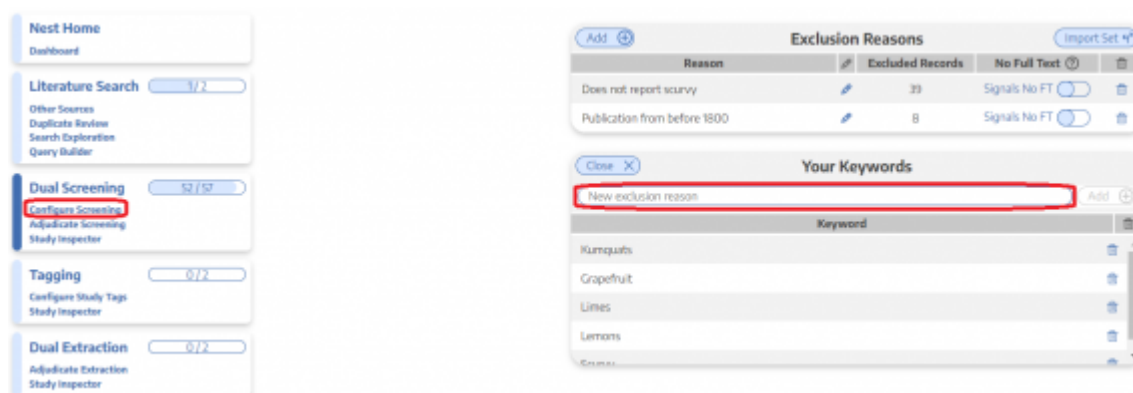 Nest Home
Dashboard
Literature Search 1/2
Other Sources
Duplicate Review
Search Exploration
Query Builder
Dual Screening 52/57
Configure Screening
Adjudicate Screening
Study Inspector
Tagging 0/2
Configure Study Tags
Study Inspector
Dual Extraction 0/2
Adjudicate Extraction
Study Inspector
Add Exclusion Reasons Import Set
Reason Excluded Records No Full Text
Does not report scurvy 39 Signals No FT
Publication from before 1800 8 Signals No FT
Close Your Keywords
New exclusion reason Add
Keyword
Kumquats
Grapefruit
Limes
Lemons
Scurvy